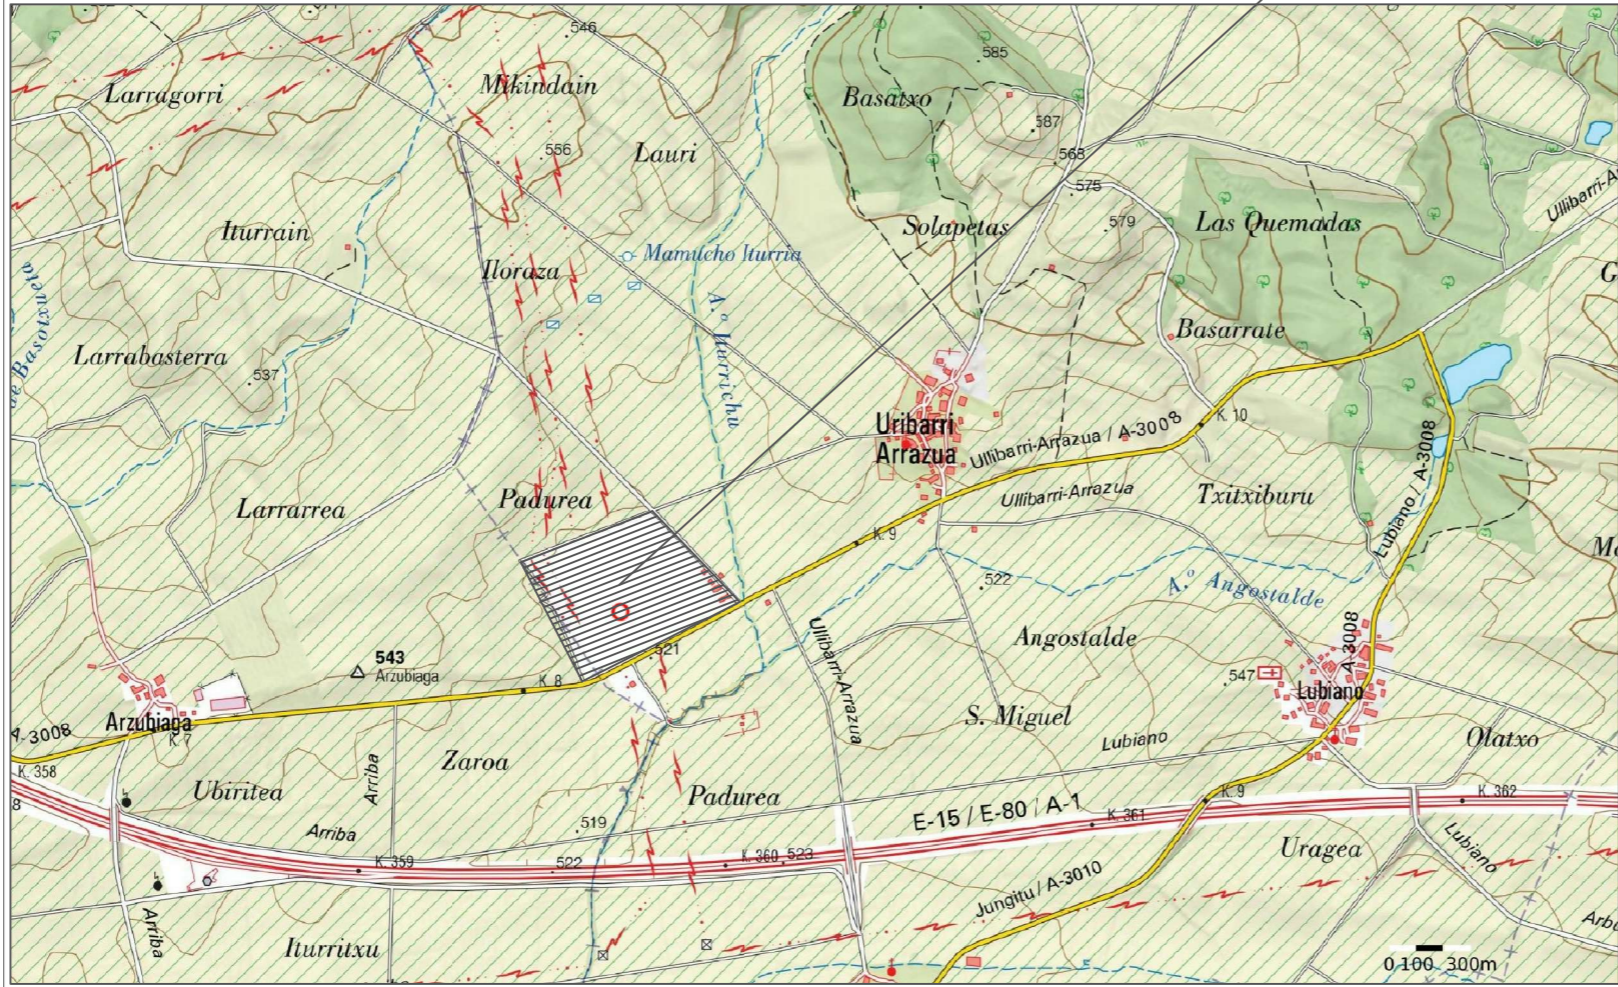 546
585
Mikindain
Larragorri
Basatxo
587
556
Lauri
568
575
Ullibarri-A
579
Iturrain
Solapetas
Las Quemadas
Mamucho Iturria
Iloraza
G
A.º Iturrichu
Basarrate
Larrabasterra
537
K. 10
Uribarri
Arrazua
Ullibarri-Arrazua / A-3008
Lubiano / A-3008
Padurea
Ullibarri-Arrazua
Txitxiburu
Larrarrea
K. 9
522
A.º Angostalde
Angostalde
Ullibarri-Arrazua
A-3008
521
543
Arzubiaga
547
K. 8
Lubiano
Arzubiaga
S. Miguel
A-3008
K. 7
Lubiano
Olatxo
K. 358
Zaroa
Arriba
Ubiritea
Padurea
8
E-15 / E-80 / A-1
K. 9
K. 362
K. 361
519
Arriba
Uragea
Lubiano
K. 359
522
K. 360
523
Jungitu / A-3010
Arriba
Iturritxu
0 100 300m